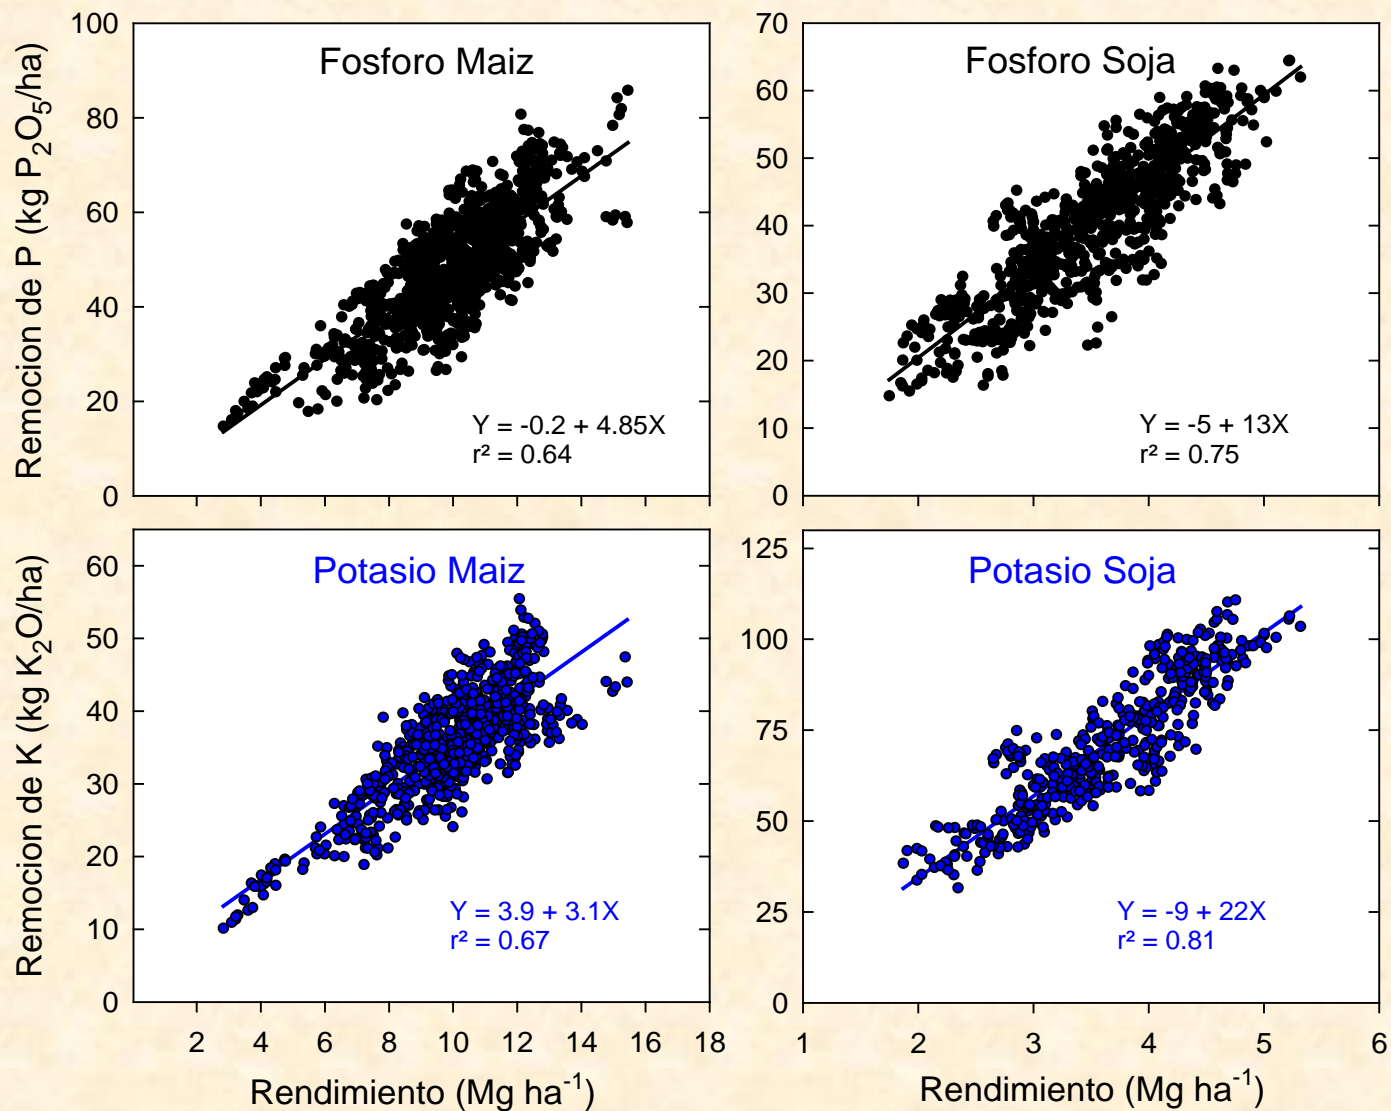 Fosforo Maiz
Remocion de P (kg P₂O₅/ha)
100
80
60
40
20
0
Y = -0.2 + 4.85X
r² = 0.64
Fosforo Soja
70
60
50
40
30
20
10
0
Y = -5 + 13X
r² = 0.75
Potasio Maiz
Remocion de K (kg K₂O/ha)
60
50
40
30
20
10
0
Y = 3.9 + 3.1X
r² = 0.67
2 4 6 8 10 12 14 16 18
Rendimiento (Mg ha⁻¹)
Potasio Soja
125
100
75
50
25
0
Y = -9 + 22X
r² = 0.81
1 2 3 4 5 6
Rendimiento (Mg ha⁻¹)